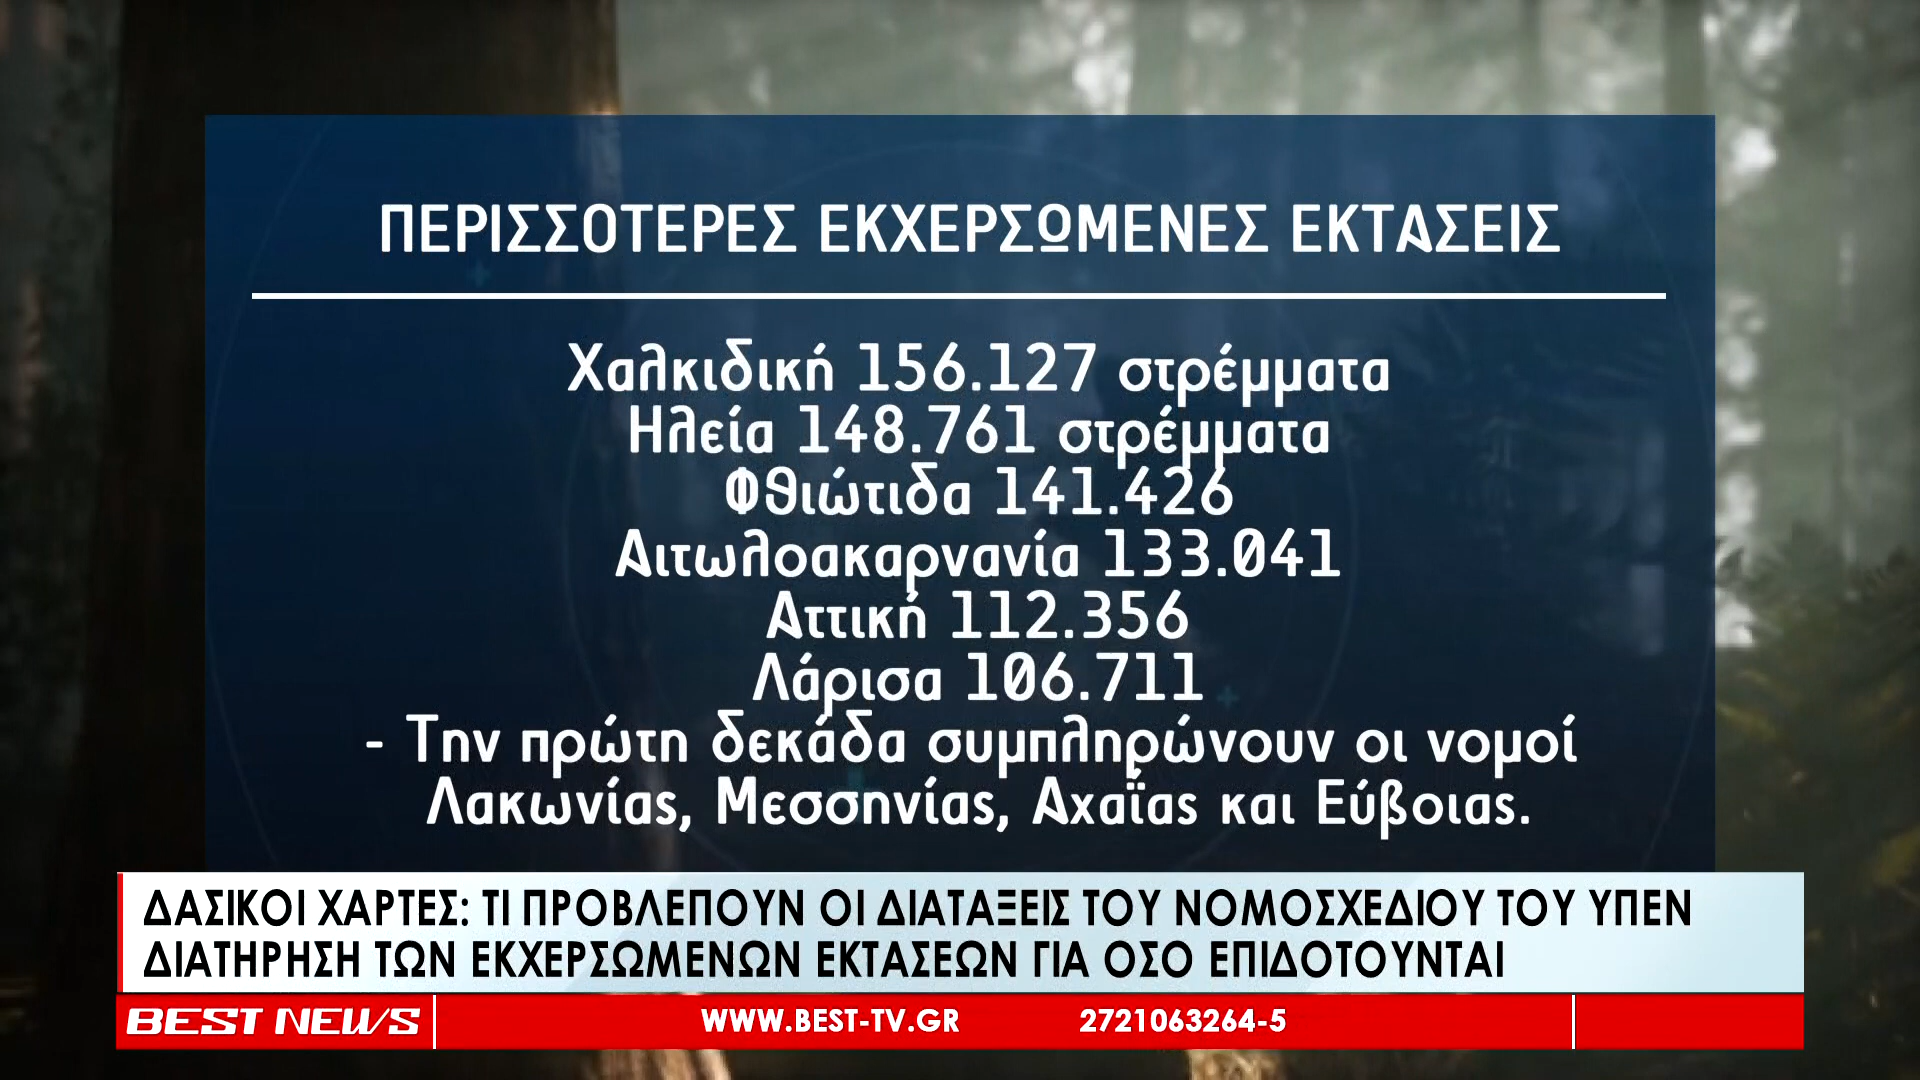 ΠΕΡΙΣΣΟΤΕΡΕΣ ΕΚΧΕΡΣΩΜΕΝΕΣ ΕΚΤΑΣΕΙΣ
Χαλκιδική 156.127 στρέμματα
Ηλεία 148.761 στρέμματα
Φθιώτιδα 141.426
Αιτωλοακαρνανία 133.041
Αττική 112.356
Λάρισα 106.711
- Την πρώτη δεκάδα συμπληρώνουν οι νομοί
Λακωνίας, Μεσσηνίας, Αχαΐας και Εύβοιας.
ΔΑΣΙΚΟΙ ΧΑΡΤΕΣ: ΤΙ ΠΡΟΒΛΕΠΟΥΝ ΟΙ ΔΙΑΤΑΞΕΙΣ ΤΟΥ ΝΟΜΟΣΧΕΔΙΟΥ ΤΟΥ ΥΠΕΝ
ΔΙΑΤΗΡΗΣΗ ΤΩΝ ΕΚΧΕΡΣΩΜΕΝΩΝ ΕΚΤΑΣΕΩΝ ΓΙΑ ΟΣΟ ΕΠΙΔΟΤΟΥΝΤΑΙ
BEST NEWS WWW.BEST-TV.GR 2721063264-5